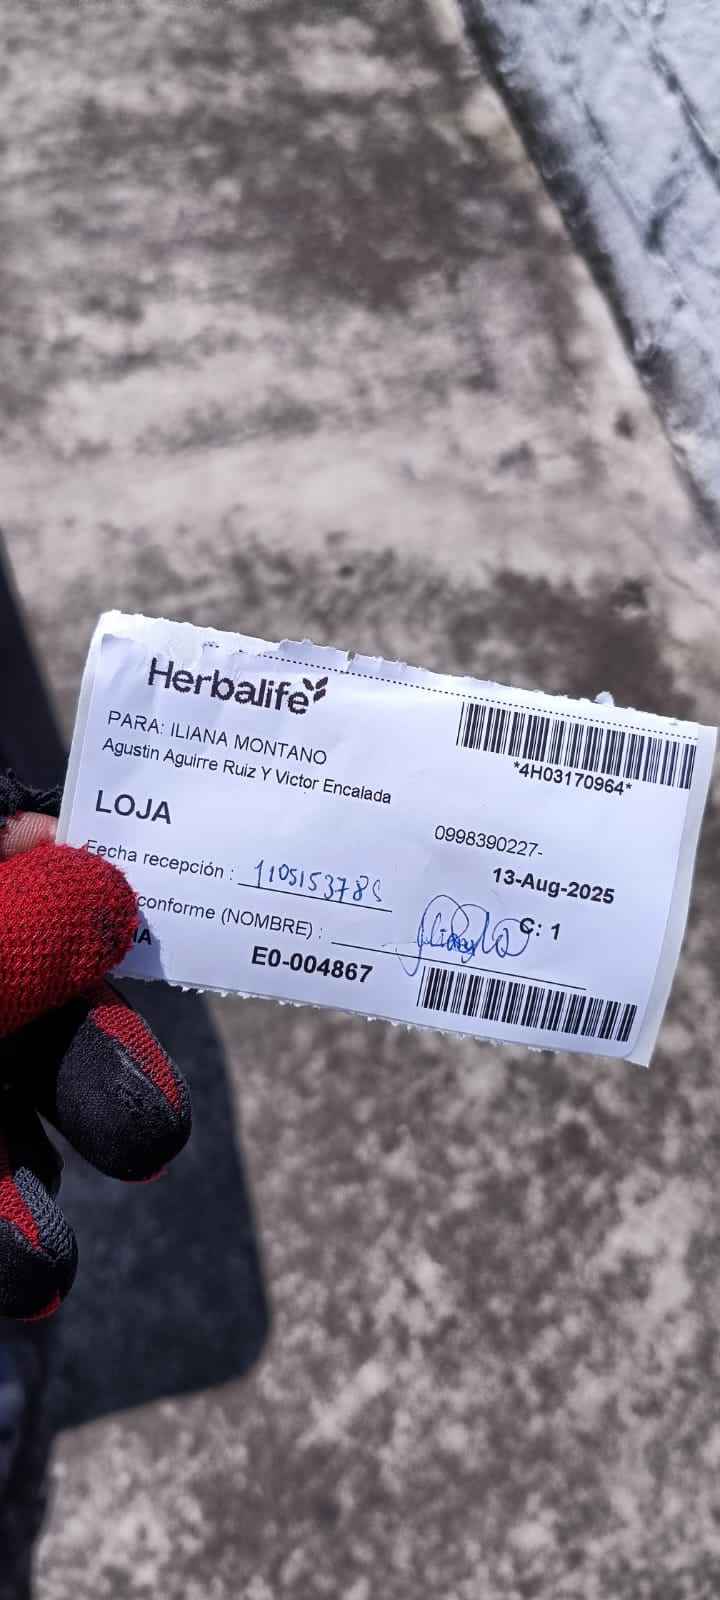 Herbalife
PARA: ILIANA MONTANO
Agustin Aguirre Ruiz Y Victor Encalada
*4H03170964*
LOJA
0998390227-
13-Aug-2025
Fecha recepción :
conforme (NOMBRE) :
C: 1
E0-004867